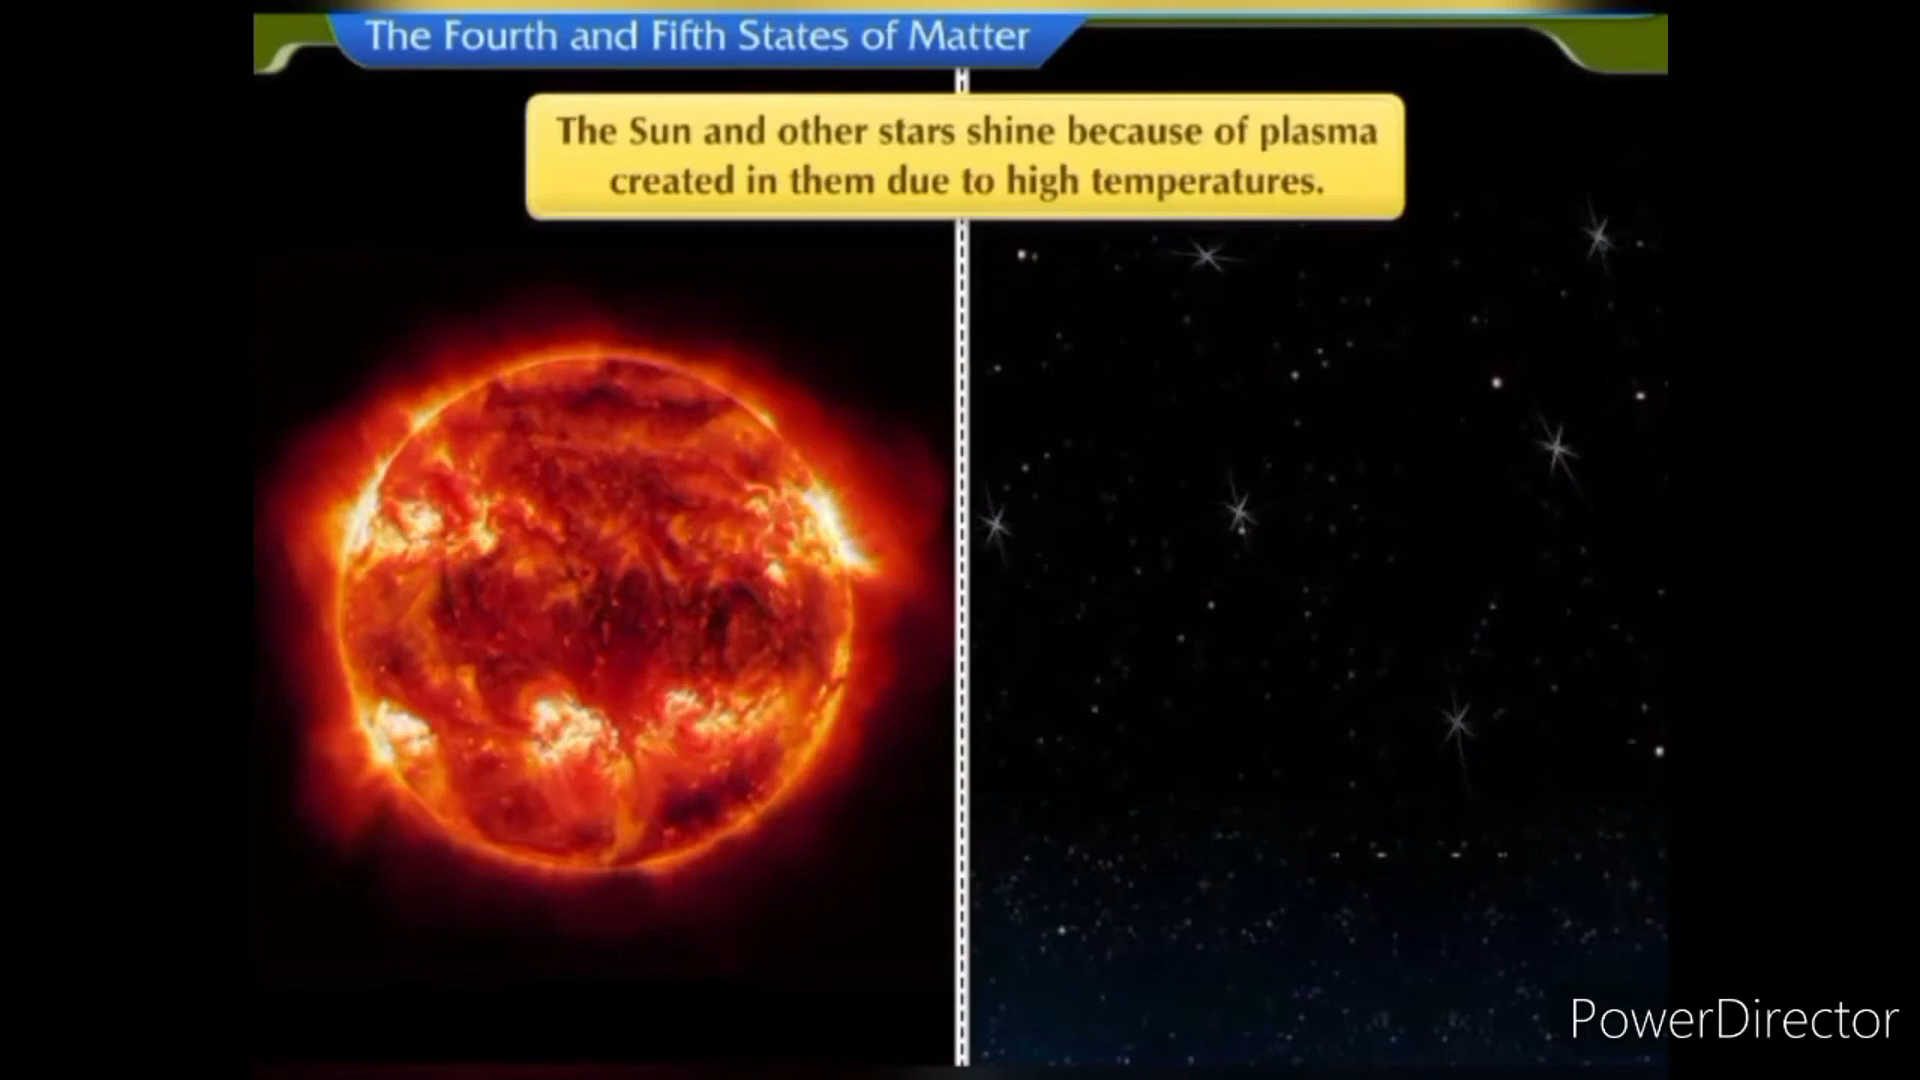 The Fourth and Fifth States of Matter
The Sun and other stars shine because of plasma
created in them due to high temperatures.
PowerDirector